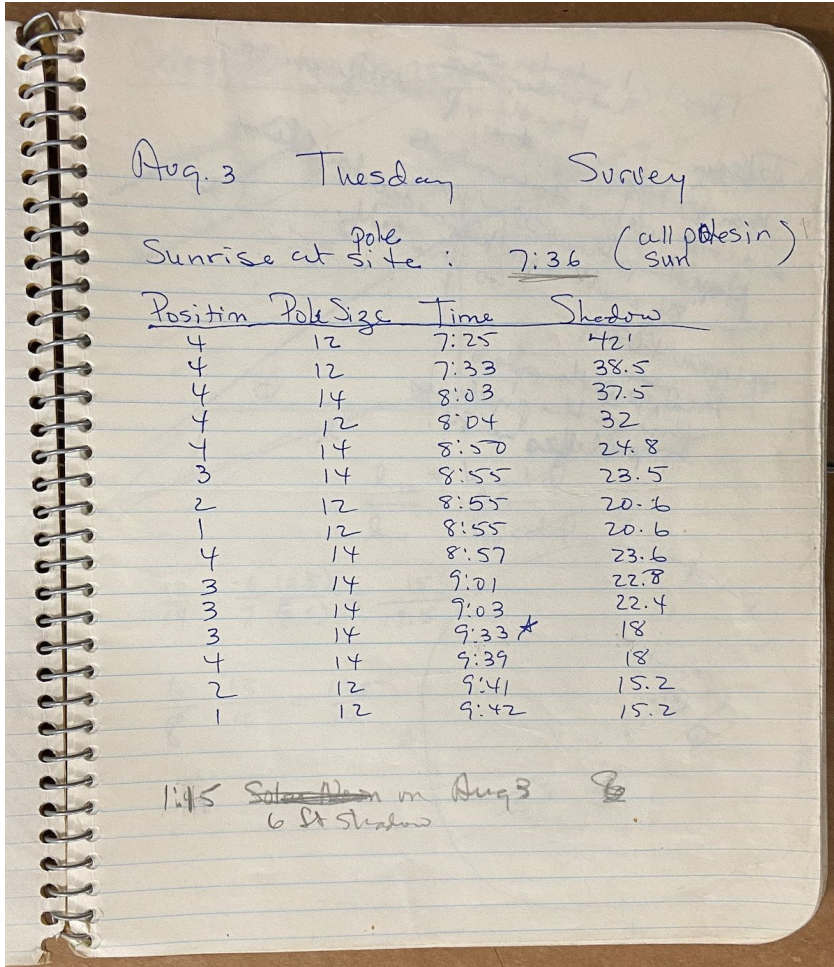 Aug. 3 Tuesday Survey
Sunrise at pole site : 7:36 (all poles in sun)
Position Pole Size Time Shadow
4 12 7:25 42'
4 12 7:33 38.5
4 14 8:03 37.5
4 12 8:04 32
4 14 8:50 24.8
3 14 8:55 23.5
2 12 8:55 20.6
1 12 8:55 20.6
4 14 8:57 23.6
3 14 9:01 22.8
3 14 9:03 22.4
3 14 9:33 ☆ 18
4 14 9:39 18
2 12 9:41 15.2
1 12 9:42 15.2
1:15 Solar Noon on Aug 3
6 ft Shadow